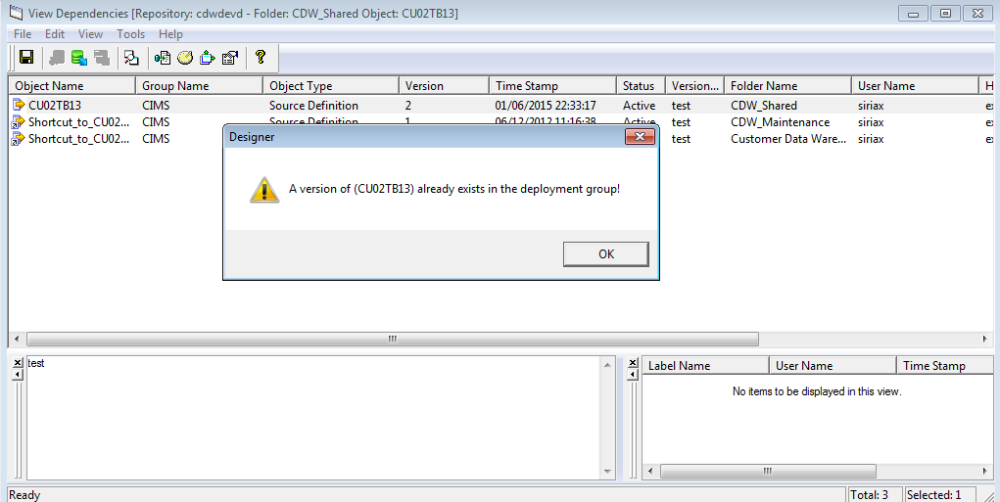 View Dependencies [Repository: cdwdevd - Folder: CDW_Shared Object: CU02TB13]
File Edit View Tools Help
Object Name Group Name Object Type Version Time Stamp Status Version... Folder Name User Name H
CU02TB13 CIMS Source Definition 2 01/06/2015 22:33:17 Active test CDW_Shared siriax ex
Shortcut_to_CU02... CIMS Source Definition 1 06/12/2012 11:16:38 Active test CDW_Maintenance siriax ex
Shortcut_to_CU02... CIMS test Customer Data Ware... siriax ex
Designer
A version of (CU02TB13) already exists in the deployment group!
OK
test
Label Name User Name Time Stamp
No items to be displayed in this view.
Ready Total: 3 Selected: 1